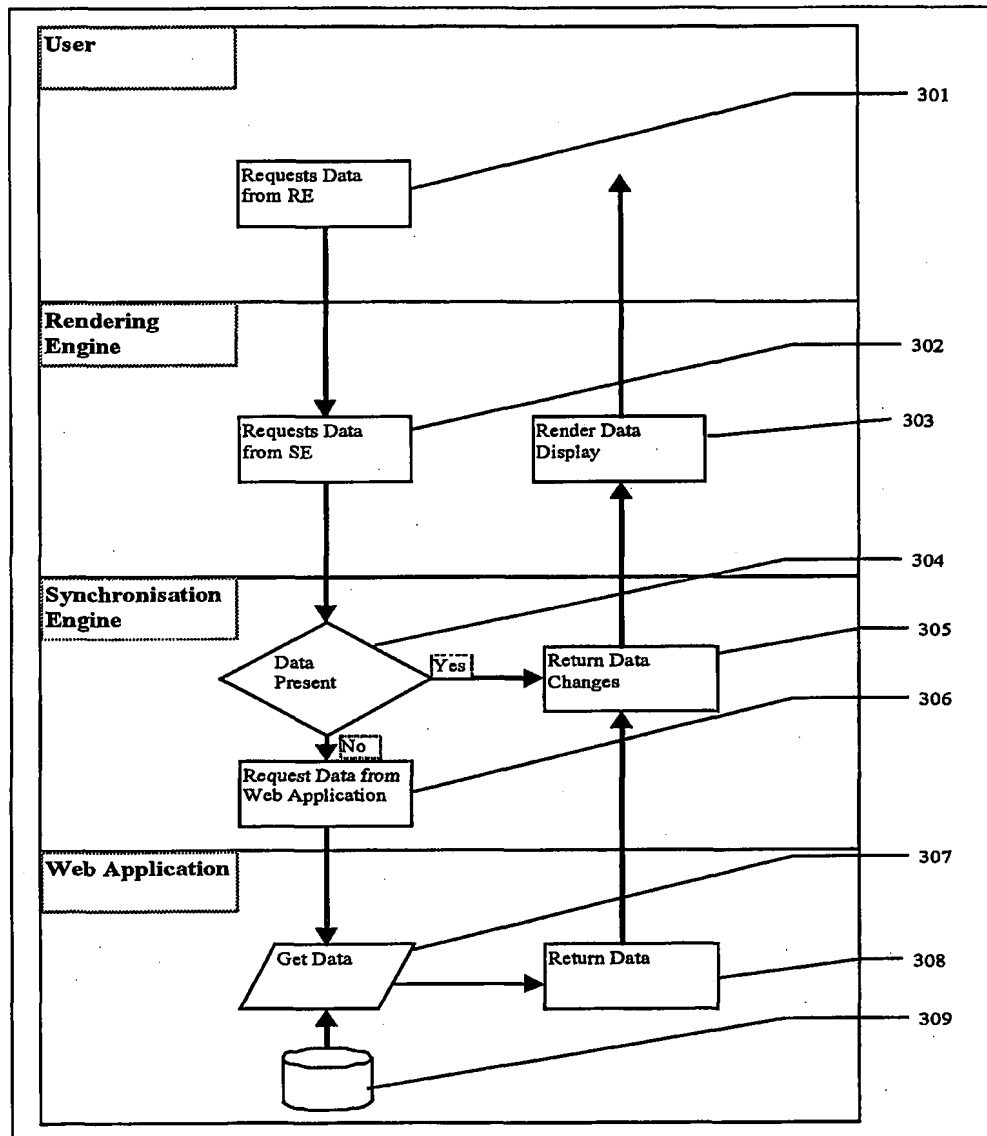 User
301
Requests Data
from RE
Rendering
Engine
302
Requests Data
from SE
Render Data
Display
303
304
Synchronisation
Engine
Data
Present
Yes
Return Data
Changes
305
No
306
Request Data from
Web Application
Web Application
307
Get Data
Return Data
308
309